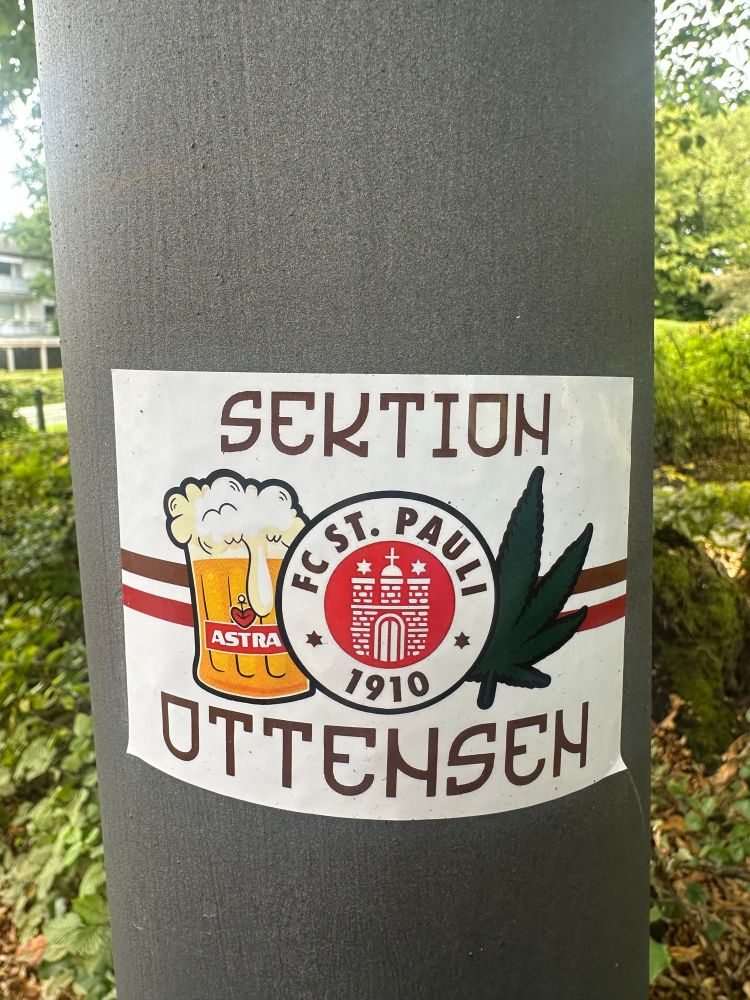 SEKTION
FC ST. PAULI
ASTRA
1910
OTTENSEN